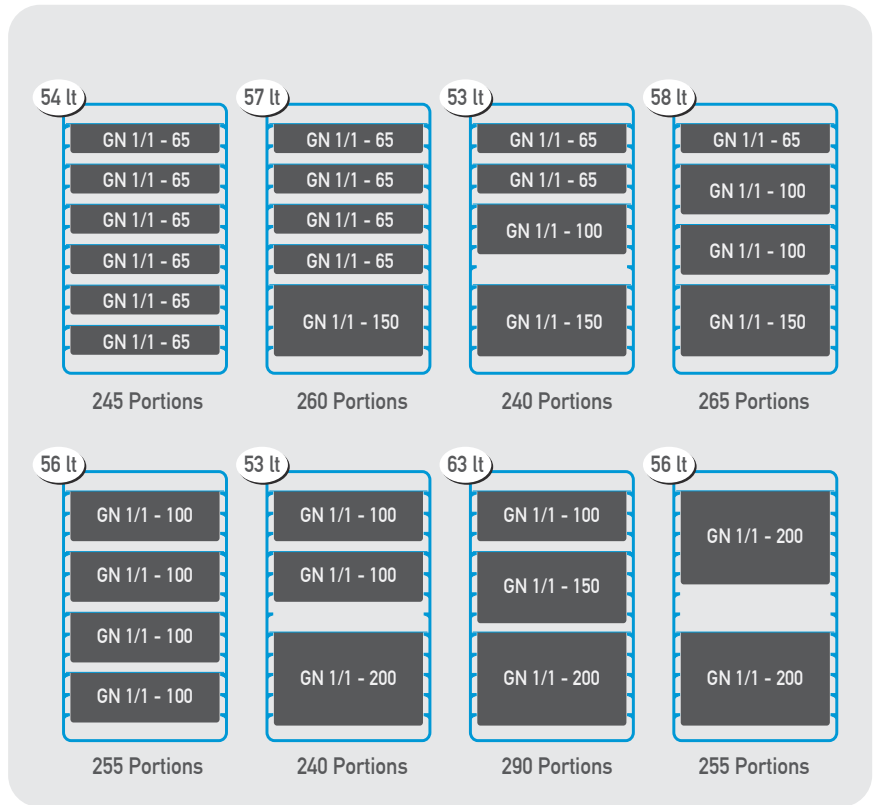 54 lt
GN 1/1 - 65
GN 1/1 - 65
GN 1/1 - 65
GN 1/1 - 65
GN 1/1 - 65
GN 1/1 - 65
245 Portions
57 lt
GN 1/1 - 65
GN 1/1 - 65
GN 1/1 - 65
GN 1/1 - 65
GN 1/1 - 150
260 Portions
53 lt
GN 1/1 - 65
GN 1/1 - 65
GN 1/1 - 100
GN 1/1 - 150
240 Portions
58 lt
GN 1/1 - 65
GN 1/1 - 100
GN 1/1 - 100
GN 1/1 - 150
265 Portions
56 lt
GN 1/1 - 100
GN 1/1 - 100
GN 1/1 - 100
GN 1/1 - 100
255 Portions
53 lt
GN 1/1 - 100
GN 1/1 - 100
GN 1/1 - 200
240 Portions
63 lt
GN 1/1 - 100
GN 1/1 - 150
GN 1/1 - 200
290 Portions
56 lt
GN 1/1 - 200
GN 1/1 - 200
255 Portions